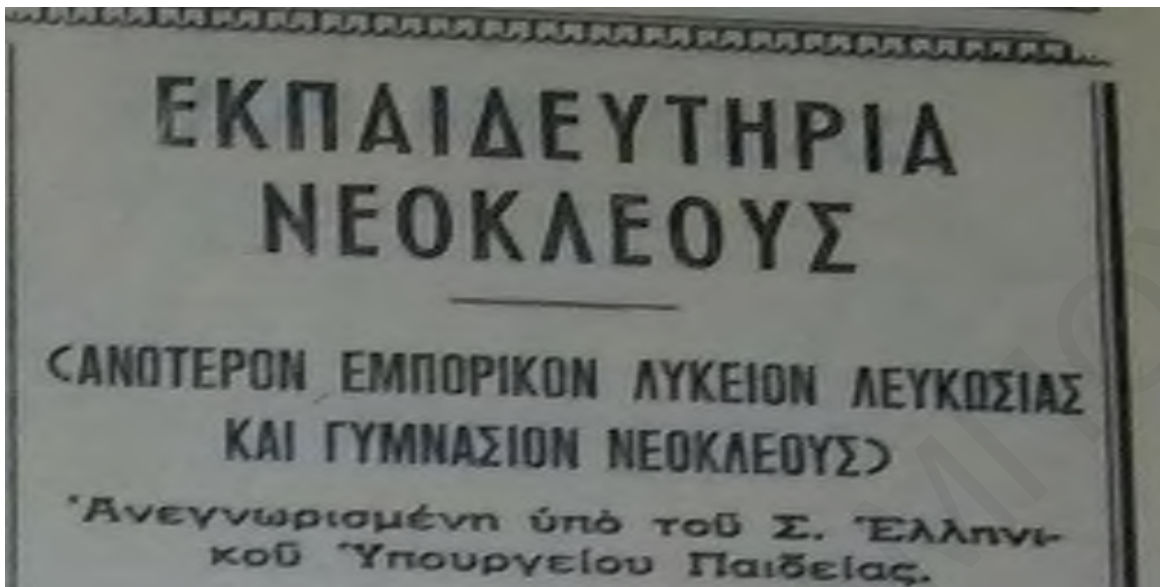 ΕΚΠΑΙΔΕΥΤΗΡΙΑ
ΝΕΟΚΛΕΟΥΣ
(ΑΝΩΤΕΡΟΝ ΕΜΠΟΡΙΚΟΝ ΛΥΚΕΙΟΝ ΛΕΥΚΩΣΙΑΣ
ΚΑΙ ΓΥΜΝΑΣΙΟΝ ΝΕΟΚΛΕΟΥΣ)
Ἀνεγνωρισμένη ὑπὸ τοῦ Σ. Ἑλληνι-
κοῦ Ὑπουργείου Παιδείας.